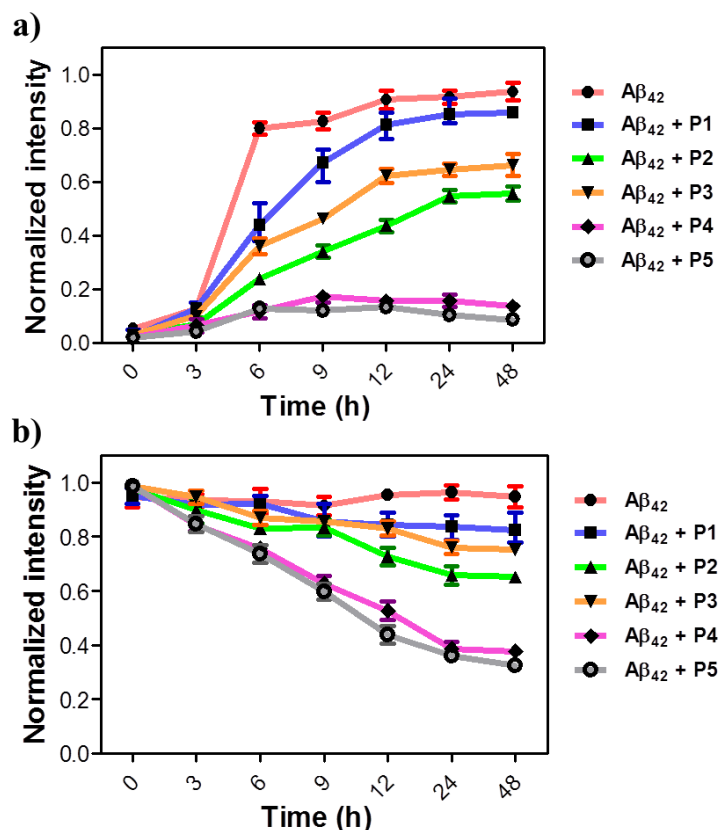 a)
Normalized intensity
1.0
0.8
0.6
0.4
0.2
0.0
0 3 6 9 12 24 48
Time (h)
Aβ₄₂
Aβ₄₂ + P1
Aβ₄₂ + P2
Aβ₄₂ + P3
Aβ₄₂ + P4
Aβ₄₂ + P5
b)
Normalized intensity
1.0
0.8
0.6
0.4
0.2
0.0
0 3 6 9 12 24 48
Time (h)
Aβ₄₂
Aβ₄₂ + P1
Aβ₄₂ + P2
Aβ₄₂ + P3
Aβ₄₂ + P4
Aβ₄₂ + P5